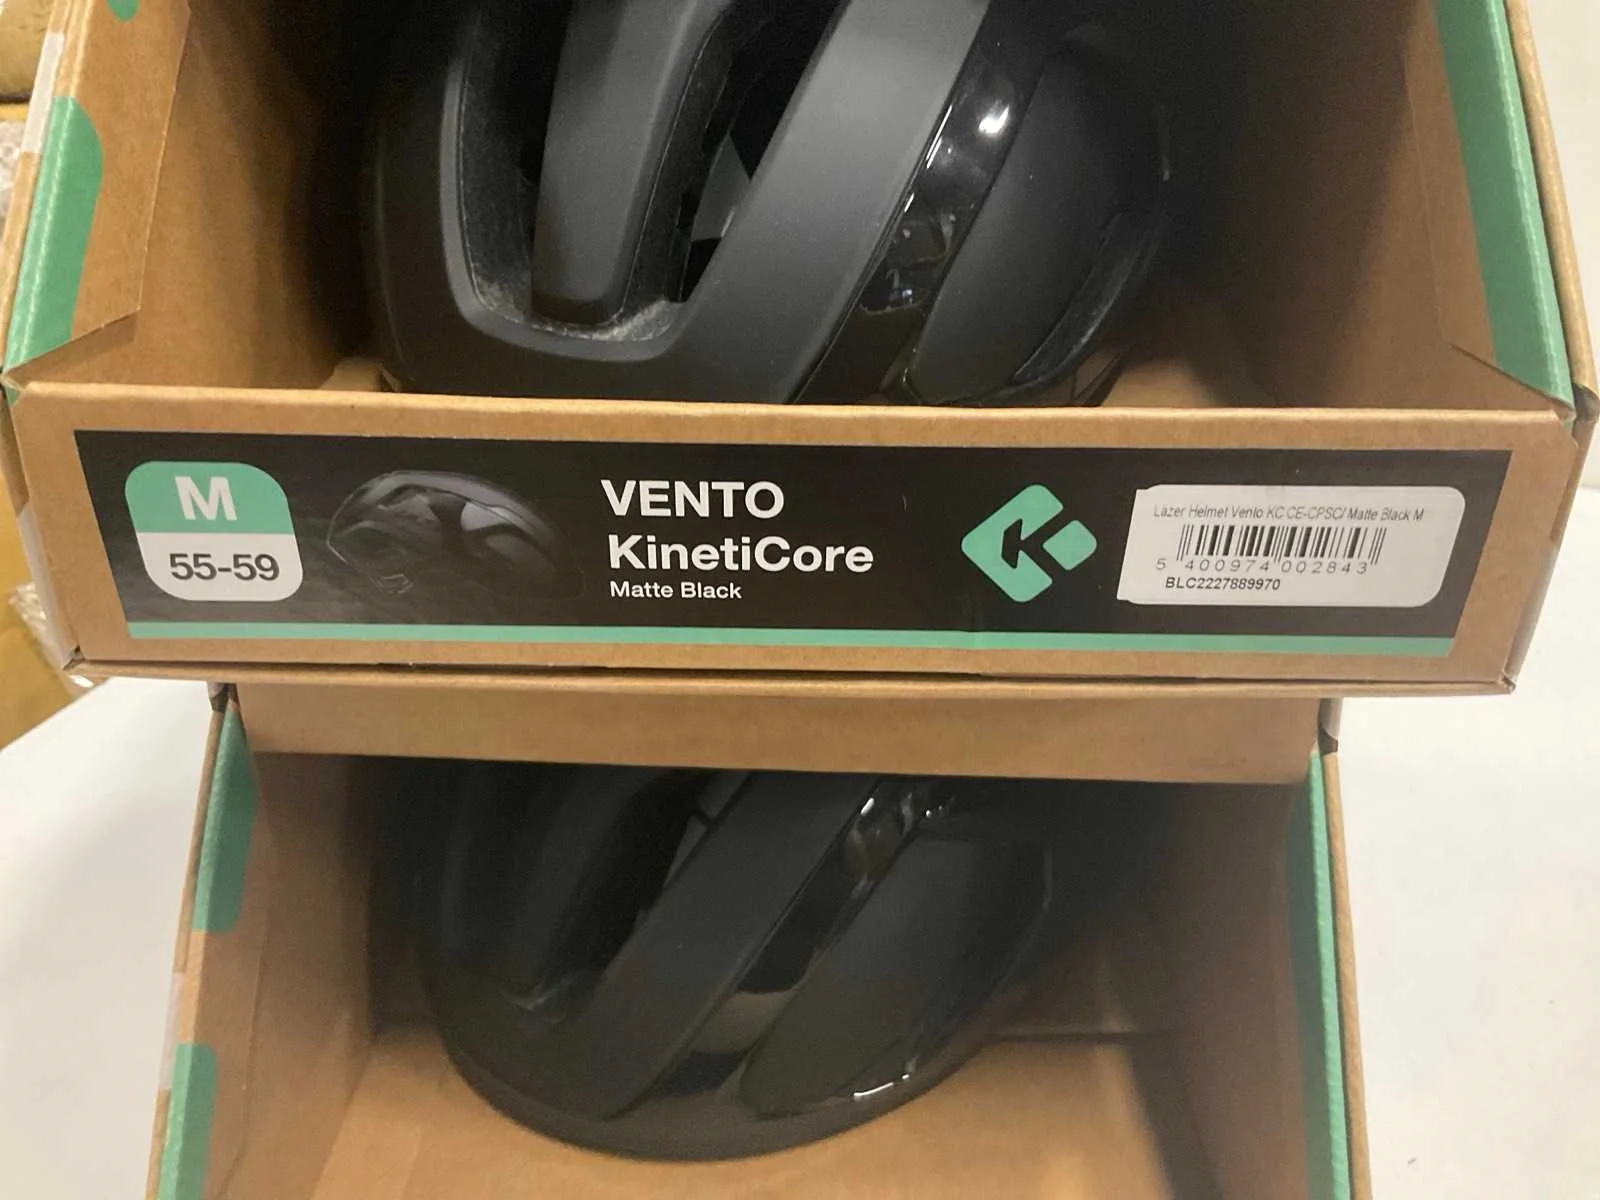 M
55-59
VENTO
KinetiCore
Matte Black
Lazer Helmet Vento KC CE-CPSC/ Matte Black M
5 400974 002843
BLC2227889970